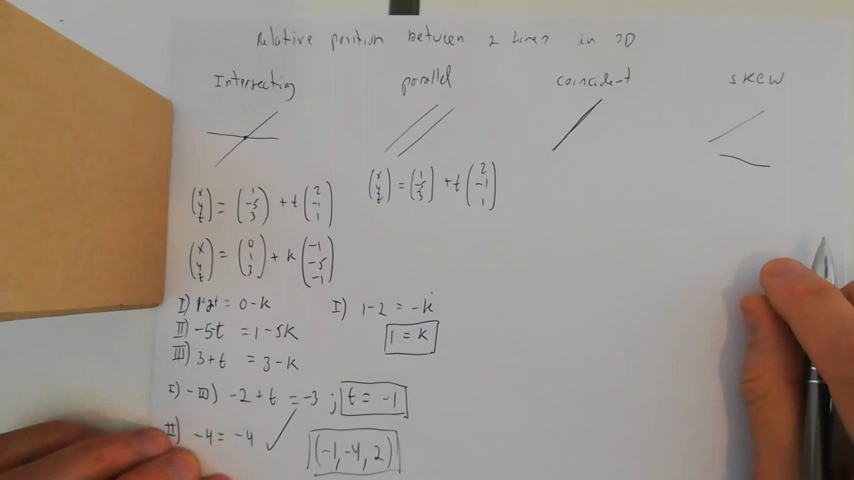 Relative position between 2 Lines in 3D
Intersecting
parallel
coincident
skew
(x y z) = (1 -5 3) + t (2 -1 1)
(x y z) = (0 1 3) + k (-1 -5 -1)
I) 1+2t = 0-k
II) -5t = 1-5k
III) 3+t = 3-k
I)-III) -2+t = -3 ; t = -1
II) -4 = -4 ✓
(-1, -4, 2)
I) 1-2 = -k
1 = k
(x y z) = (1 -5 3) + t (2 -1 1)